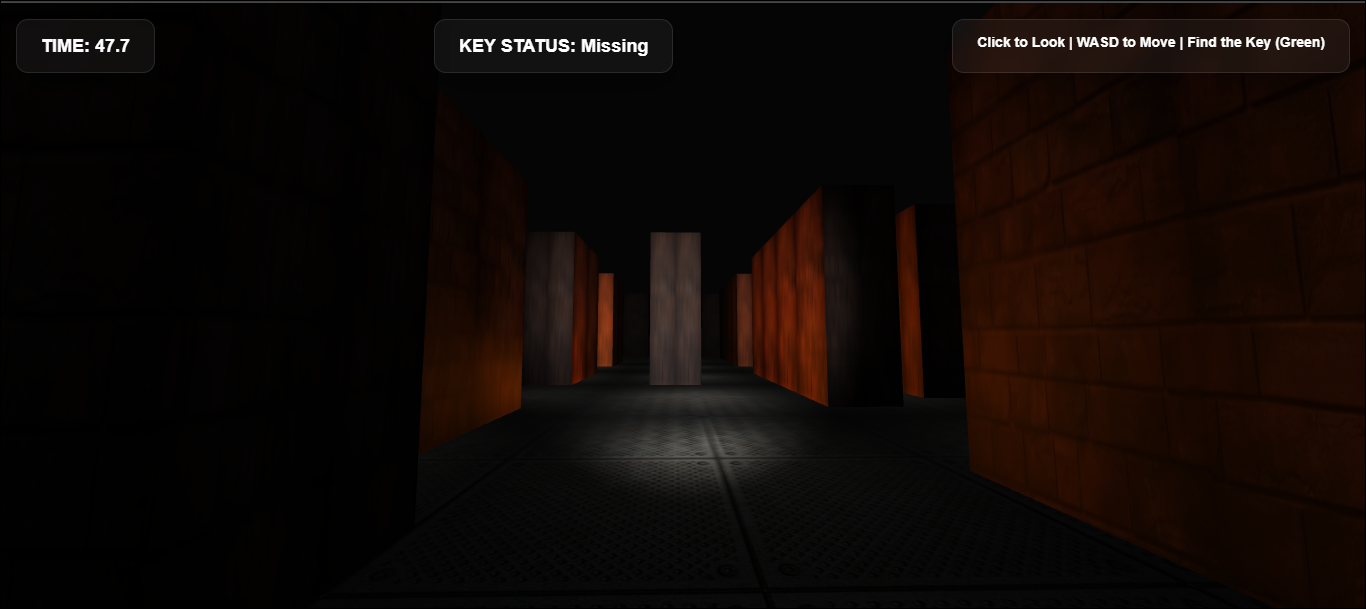 TIME: 47.7
KEY STATUS: Missing
Click to Look | WASD to Move | Find the Key (Green)